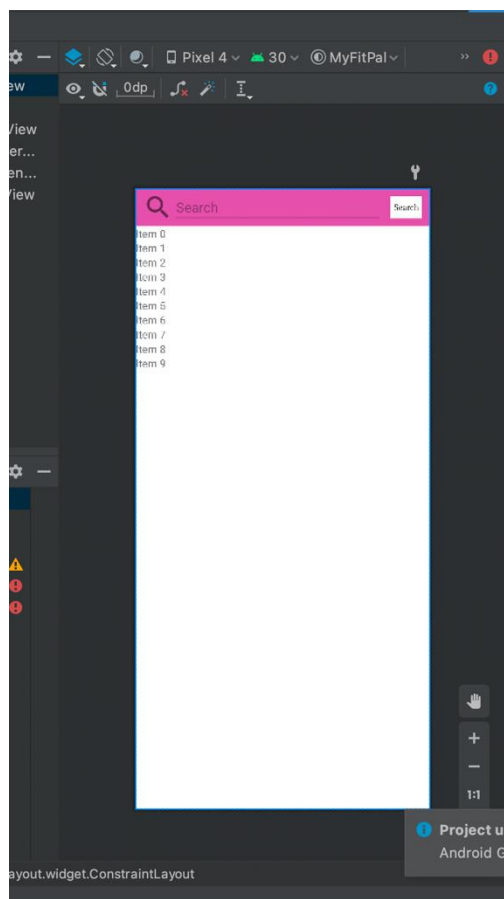 Pixel 4 30 MyFitPal
ew 0dp
View
er...
en...
View
Search Search
Item 0
Item 1
Item 2
Item 3
Item 4
Item 5
Item 6
Item 7
Item 8
Item 9
1:1
Project u
Android G
ayout.widget.ConstraintLayout